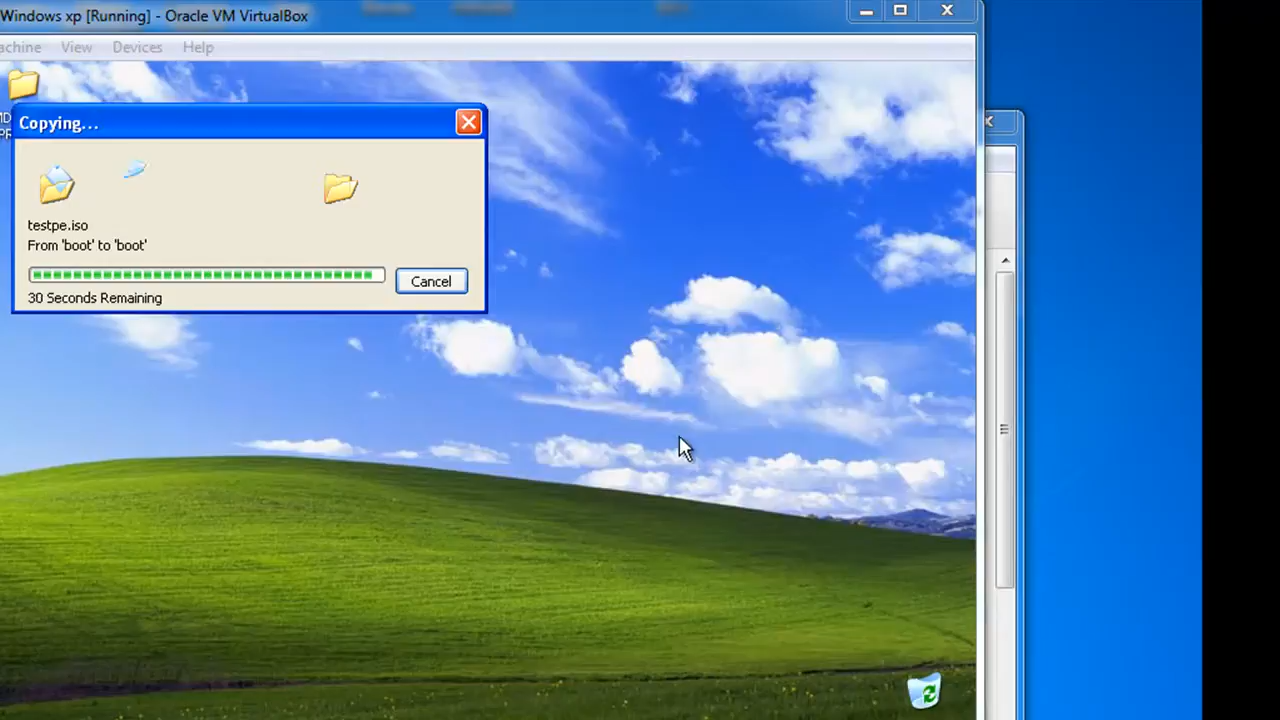 Windows xp [Running] - Oracle VM VirtualBox
achine View Devices Help
Copying...
testpe.iso
From 'boot' to 'boot'
Cancel
30 Seconds Remaining